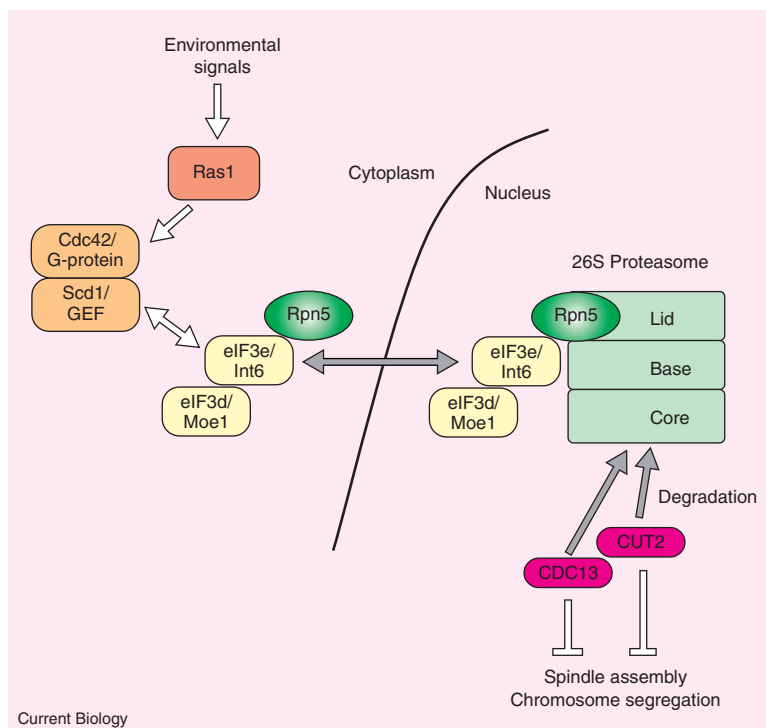 Environmental
signals
Ras1
Cytoplasm
Nucleus
Cdc42/
G-protein
Scd1/
GEF
26S Proteasome
Rpn5
eIF3e/
Int6
eIF3d/
Moe1
Rpn5
Lid
eIF3e/
Int6
Base
eIF3d/
Moe1
Core
Degradation
CUT2
CDC13
Spindle assembly
Chromosome segregation
Current Biology